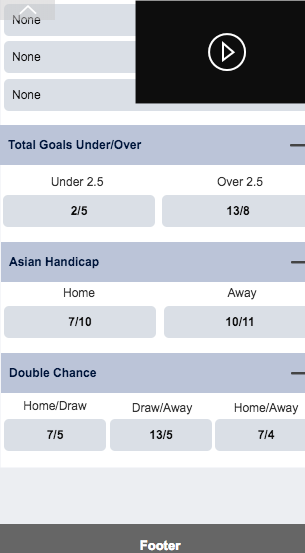 None
None
None
Total Goals Under/Over
Under 2.5 Over 2.5
2/5 13/8
Asian Handicap
Home Away
7/10 10/11
Double Chance
Home/Draw Draw/Away Home/Away
7/5 13/5 7/4
Footer